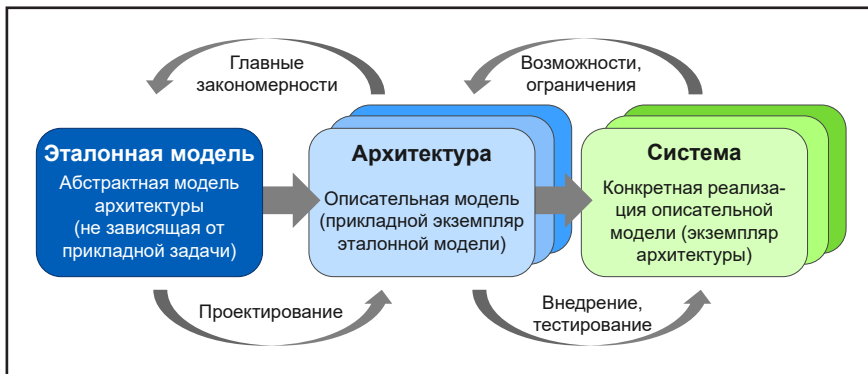 Главные
закономерности
Возможности,
ограничения
Эталонная модель
Абстрактная модель
архитектуры
(не зависящая от
прикладной задачи)
Архитектура
Описательная модель
(прикладной экземпляр
эталонной модели)
Система
Конкретная реализа-
ция описательной
модели (экземпляр
архитектуры)
Проектирование
Внедрение,
тестирование